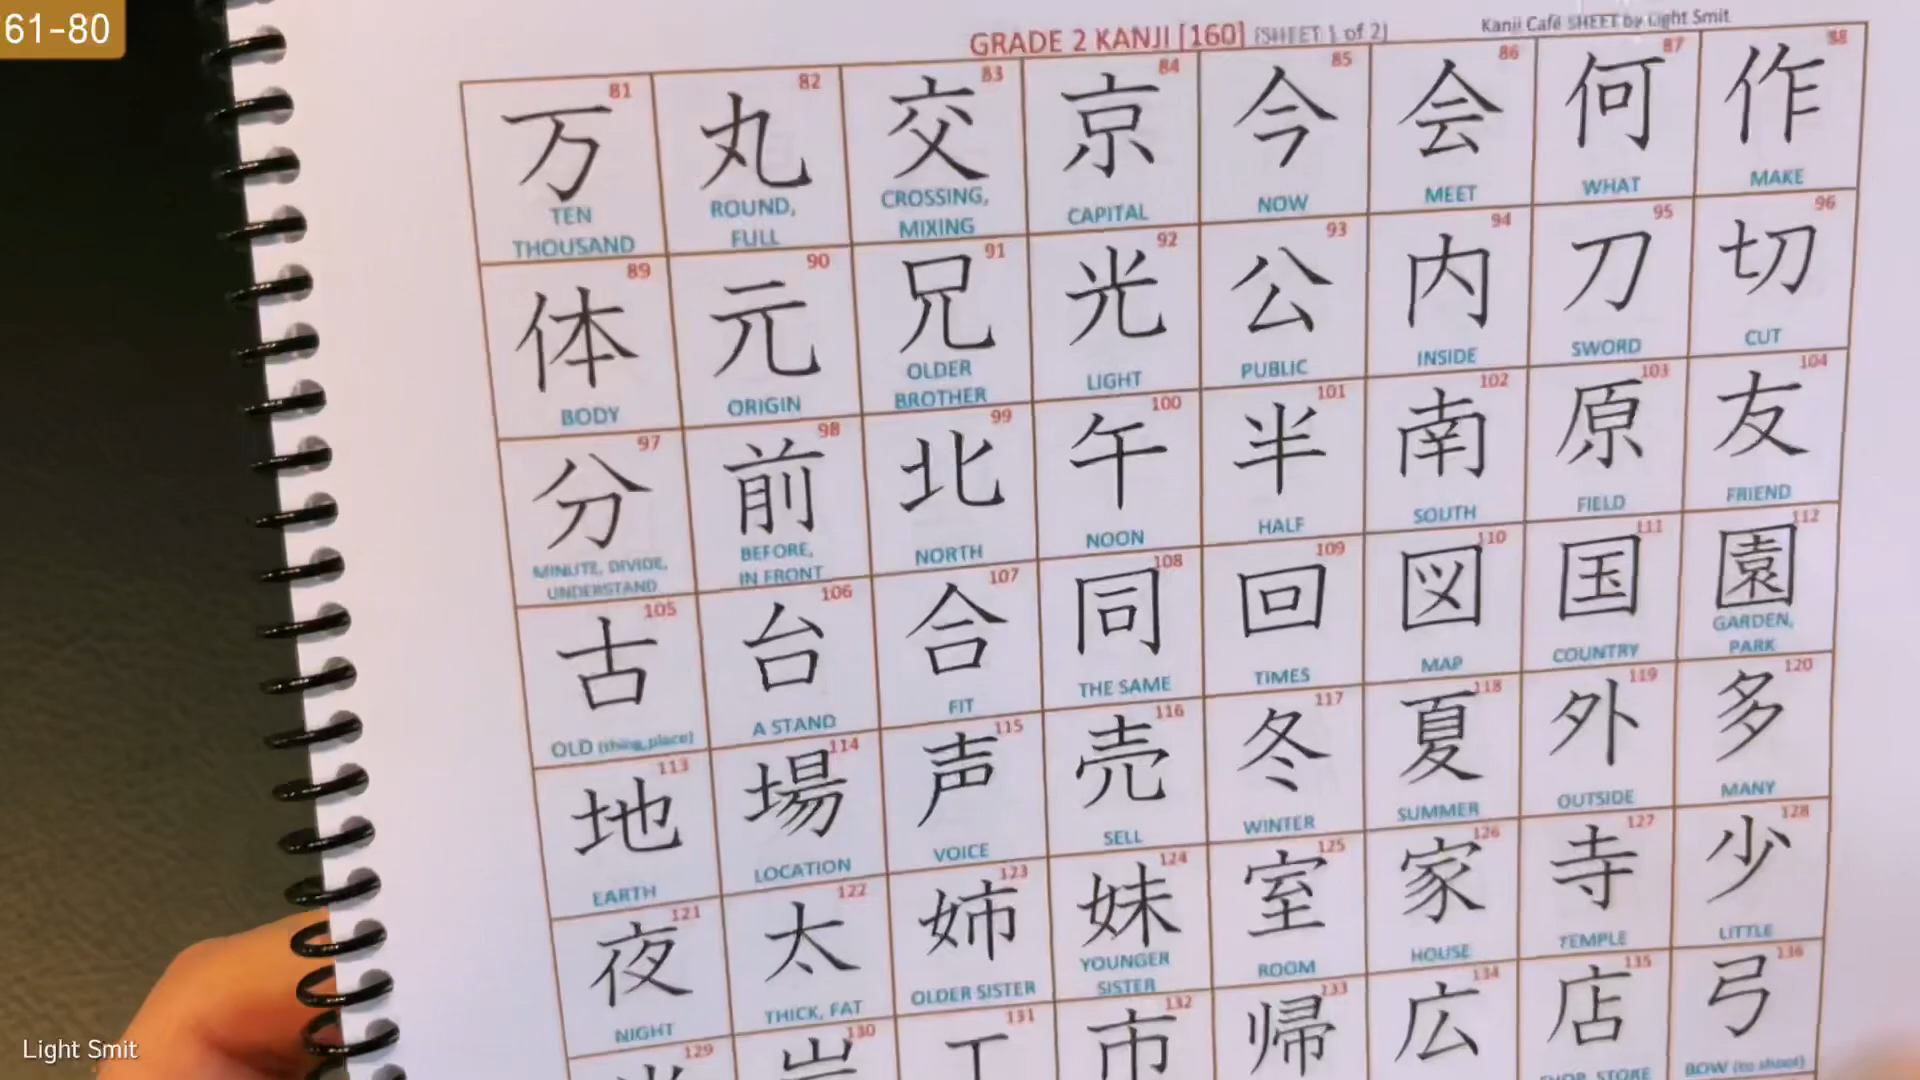 61-80
GRADE 2 KANJI [160] (SHEET 1 of 2)
Kanji Café SHEET by Light Smit
81 82 83 84 85 86 87 88
万 丸 交 京 今 会 何 作
TEN THOUSAND
ROUND, FULL
CROSSING, MIXING
CAPITAL
NOW
MEET
WHAT
MAKE
89 90 91 92 93 94 95 96
体 元 兄 光 公 内 刀 切
BODY
ORIGIN
OLDER BROTHER
LIGHT
PUBLIC
INSIDE
SWORD
CUT
97 98 99 100 101 102 103 104
分 前 北 午 半 南 原 友
MINUTE, DIVIDE, UNDERSTAND
BEFORE, IN FRONT
NORTH
NOON
HALF
SOUTH
FIELD
FRIEND
105 106 107 108 109 110 111 112
古 台 合 同 回 図 国 園
OLD (thing,place)
A STAND
FIT
THE SAME
TIMES
MAP
COUNTRY
GARDEN, PARK
113 114 115 116 117 118 119 120
地 場 声 売 冬 夏 外 多
EARTH
LOCATION
VOICE
SELL
WINTER
SUMMER
OUTSIDE
MANY
121 122 123 124 125 126 127 128
夜 太 姉 妹 室 家 寺 少
NIGHT
THICK, FAT
OLDER SISTER
YOUNGER SISTER
ROOM
HOUSE
TEMPLE
LITTLE
129 130 131 132 133 134 135 136
市 帰 広 店 弓
SHOP, STORE
BOW (to shoot)
Light Smit